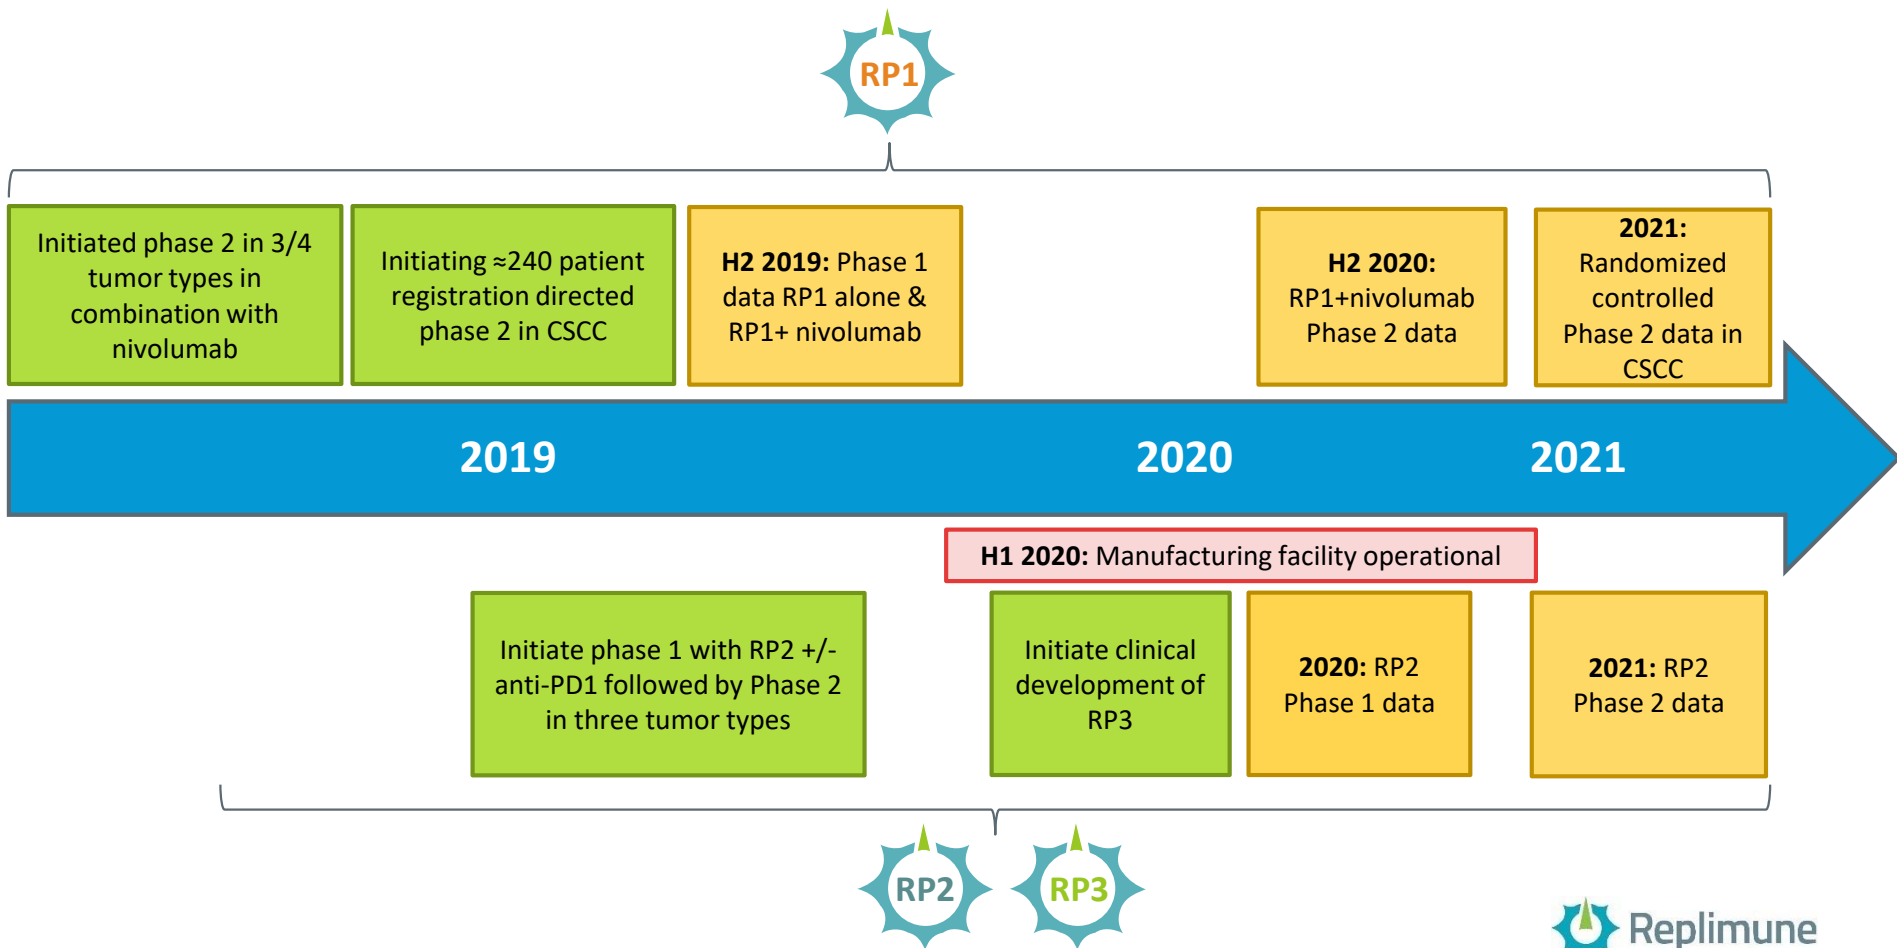 RP1
Initiated phase 2 in 3/4
tumor types in
combination with
nivolumab
Initiating ≈240 patient
registration directed
phase 2 in CSCC
H2 2019: Phase 1
data RP1 alone &
RP1+ nivolumab
H2 2020:
RP1+nivolumab
Phase 2 data
2021:
Randomized
controlled
Phase 2 data in
CSCC
2019
2020
2021
H1 2020: Manufacturing facility operational
Initiate phase 1 with RP2 +/-
anti-PD1 followed by Phase 2
in three tumor types
Initiate clinical
development of
RP3
2020: RP2
Phase 1 data
2021: RP2
Phase 2 data
RP2
RP3
Replimune